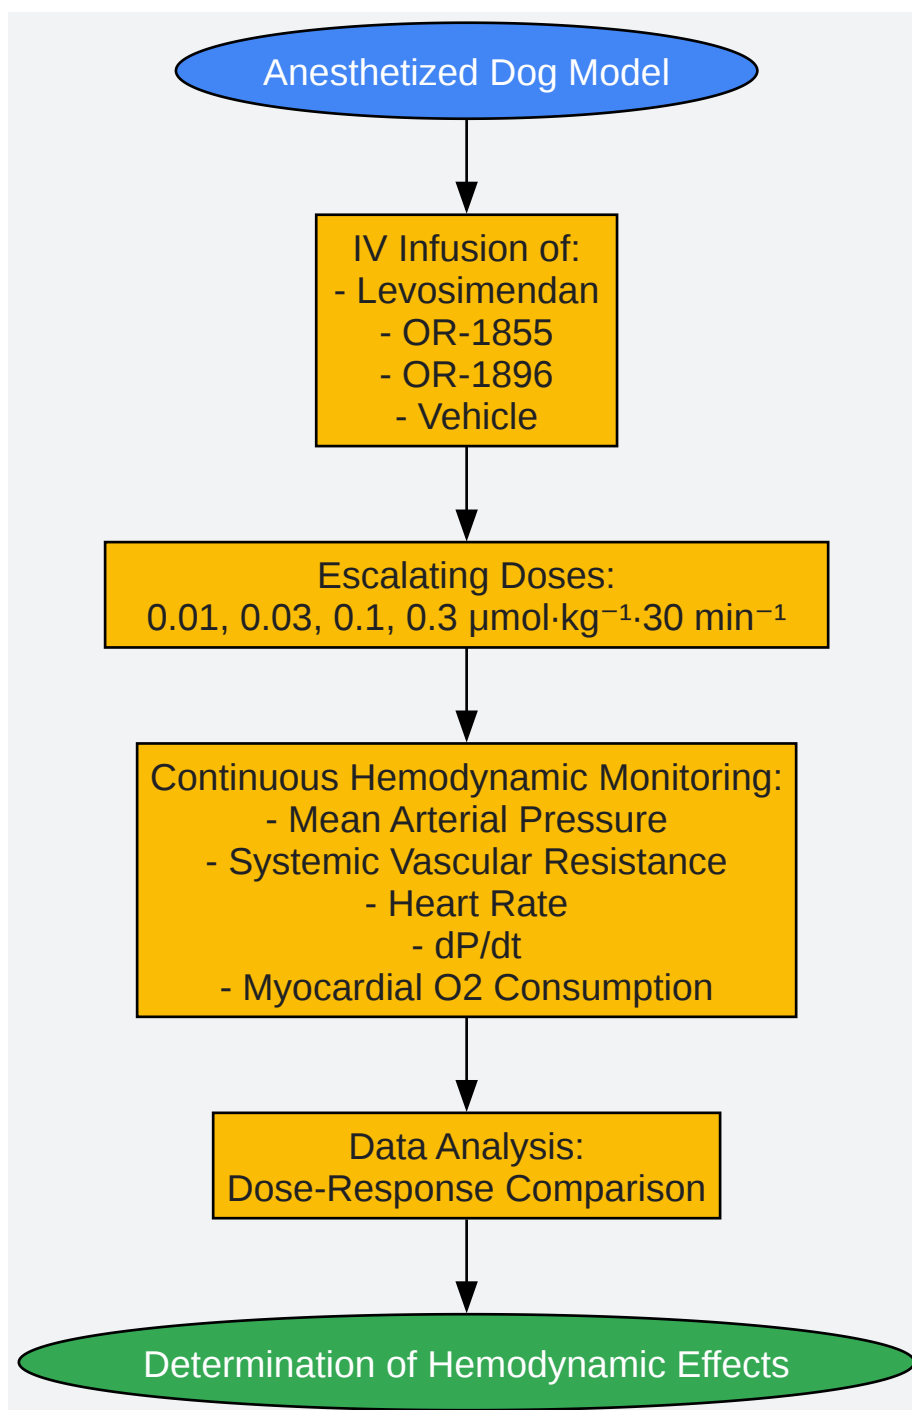 Anesthetized Dog Model
IV Infusion of:
- Levosimendan
- OR-1855
- OR-1896
- Vehicle
Escalating Doses:
0.01, 0.03, 0.1, 0.3 μmol·kg⁻¹·30 min⁻¹
Continuous Hemodynamic Monitoring:
- Mean Arterial Pressure
- Systemic Vascular Resistance
- Heart Rate
- dP/dt
- Myocardial O2 Consumption
Data Analysis:
Dose-Response Comparison
Determination of Hemodynamic Effects